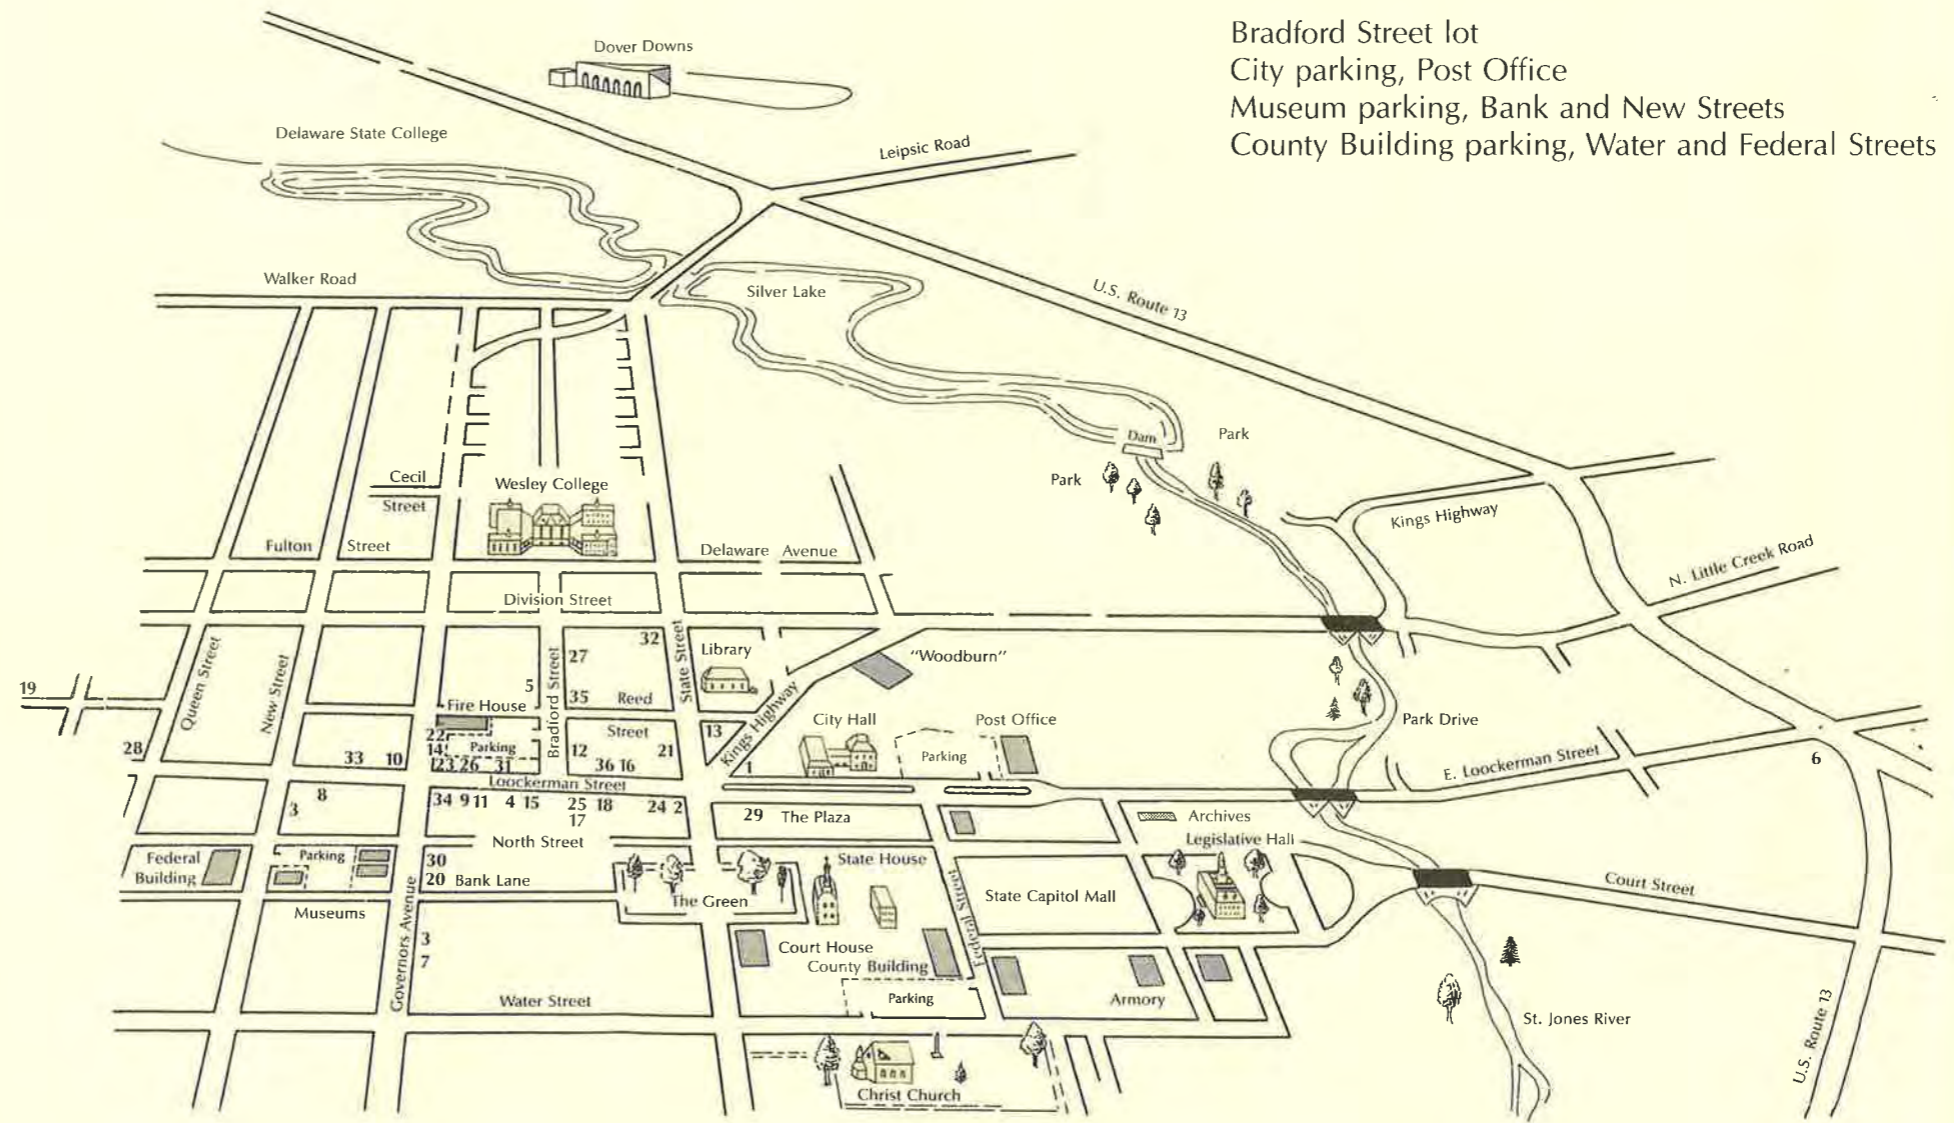 Bradford Street lot
City parking, Post Office
Museum parking, Bank and New Streets
County Building parking, Water and Federal Streets
Dover Downs
Delaware State College
Leipsic Road
Walker Road
Silver Lake
U.S. Route 13
Dam
Park
Park
Cecil
Street
Wesley College
Kings Highway
Fulton Street
Delaware Avenue
N. Little Creek Road
Division Street
Queen Street
New Street
Bradford Street
State Street
32
27
Library
"Woodburn"
19
5
35 Reed
Street
Fire House
Kings Highway
City Hall
Post Office
Park Drive
28
33 10
22
14
Parking
23 26 31
12
21
36 16
13
1
Parking
E. Loockerman Street
6
Loockerman Street
8
3
34 9 11 4 15
25 18
17
24 2
29 The Plaza
Archives
Legislative Hall
North Street
Federal
Building
Parking
30
20 Bank Lane
State House
The Green
Federal Street
State Capitol Mall
Court Street
Museums
Governors Avenue
3
7
Court House
County Building
Parking
Armory
Water Street
St. Jones River
U.S. Route 13
Christ Church